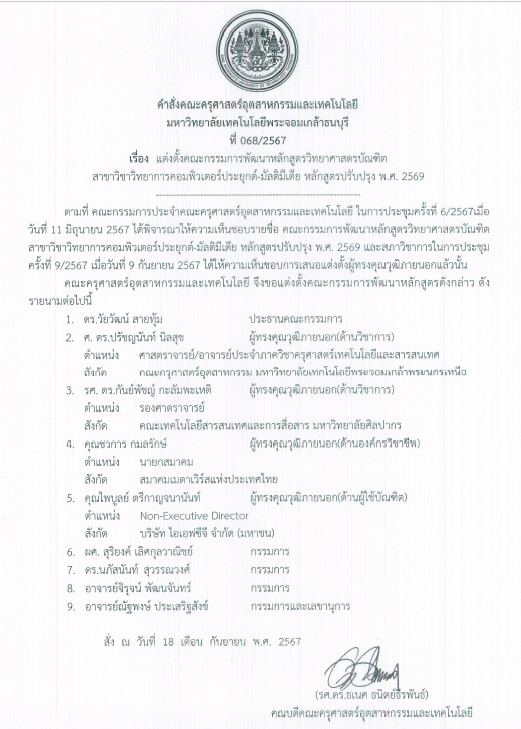 คำสั่งคณะครุศาสตร์อุตสาหกรรมและเทคโนโลยี
มหาวิทยาลัยเทคโนโลยีพระจอมเกล้าธนบุรี
ที่ 068/2567
เรื่อง แต่งตั้งคณะกรรมการพัฒนาหลักสูตรวิทยาศาสตรบัณฑิต
สาขาวิชาวิทยาการคอมพิวเตอร์ประยุกต์-มัลติมีเดีย หลักสูตรปรับปรุง พ.ศ. 2569
ตามที่ คณะกรรมการประจำคณะครุศาสตร์อุตสาหกรรมและเทคโนโลยี ในการประชุมครั้งที่ 6/2567เมื่อ
วันที่ 11 มิถุนายน 2567 ได้พิจารณาให้ความเห็นชอบรายชื่อ คณะกรรมการพัฒนาหลักสูตรวิทยาศาสตรบัณฑิต
สาขาวิชาวิทยาการคอมพิวเตอร์ประยุกต์-มัลติมีเดีย หลักสูตรปรับปรุง พ.ศ. 2569 และสภาวิชาการในการประชุม
ครั้งที่ 9/2567 เมื่อวันที่ 9 กันยายน 2567 ได้ให้ความเห็นชอบการเสนอแต่งตั้งผู้ทรงคุณวุฒิภายนอกแล้วนั้น
คณะครุศาสตร์อุตสาหกรรมและเทคโนโลยี จึงขอแต่งตั้งคณะกรรมการพัฒนาหลักสูตรดังกล่าว ดัง
รายนามต่อไปนี้
1. ดร.วัยวัฒน์ สายทุ้ม ประธานคณะกรรมการ
2. ศ. ดร.ปรัชญนันท์ นิลสุข ผู้ทรงคุณวุฒิภายนอก(ด้านวิชาการ)
ตำแหน่ง ศาสตราจารย์/อาจารย์ประจำภาควิชาครุศาสตร์เทคโนโลยีและสารสนเทศ
สังกัด คณะครุศาสตร์อุตสาหกรรม มหาวิทยาลัยเทคโนโลยีพระจอมเกล้าพระนครเหนือ
3. รศ. ดร.กันย์พัชญ์ กะลัมพะเหติ ผู้ทรงคุณวุฒิภายนอก(ด้านวิชาการ)
ตำแหน่ง รองศาตราจารย์
สังกัด คณะเทคโนโลยีสารสนเทศและการสื่อสาร มหาวิทยาลัยศิลปากร
4. คุณชวการ กมลรักษ์ ผู้ทรงคุณวุฒิภายนอก(ด้านองค์กรวิชาชีพ)
ตำแหน่ง นายกสมาคม
สังกัด สมาคมเมตาเวิร์สแห่งประเทศไทย
5. คุณไพบูลย์ ตรีกาญจนานันท์ ผู้ทรงคุณวุฒิภายนอก(ด้านผู้ใช้บัณฑิต)
ตำแหน่ง Non-Executive Director
สังกัด บริษัท ไอเอฟซีจี จำกัด (มหาชน)
6. ผศ. สุริยงค์ เลิศกุลวาณิชย์ กรรมการ
7. ดร.นภัสนันท์ สุวรรณวงศ์ กรรมการ
8. อาจารย์จิรุจน์ พัฒนจันทร์ กรรมการ
9. อาจารย์ณัฐพงษ์ ประเสริฐสังข์ กรรมการและเลขานุการ
สั่ง ณ วันที่ 18 เดือน กันยายน พ.ศ. 2567
(รศ.ดร.ธเนศ ธนิตย์ธีรพันธ์)
คณบดีคณะครุศาสตร์อุตสาหกรรมและเทคโนโลยี